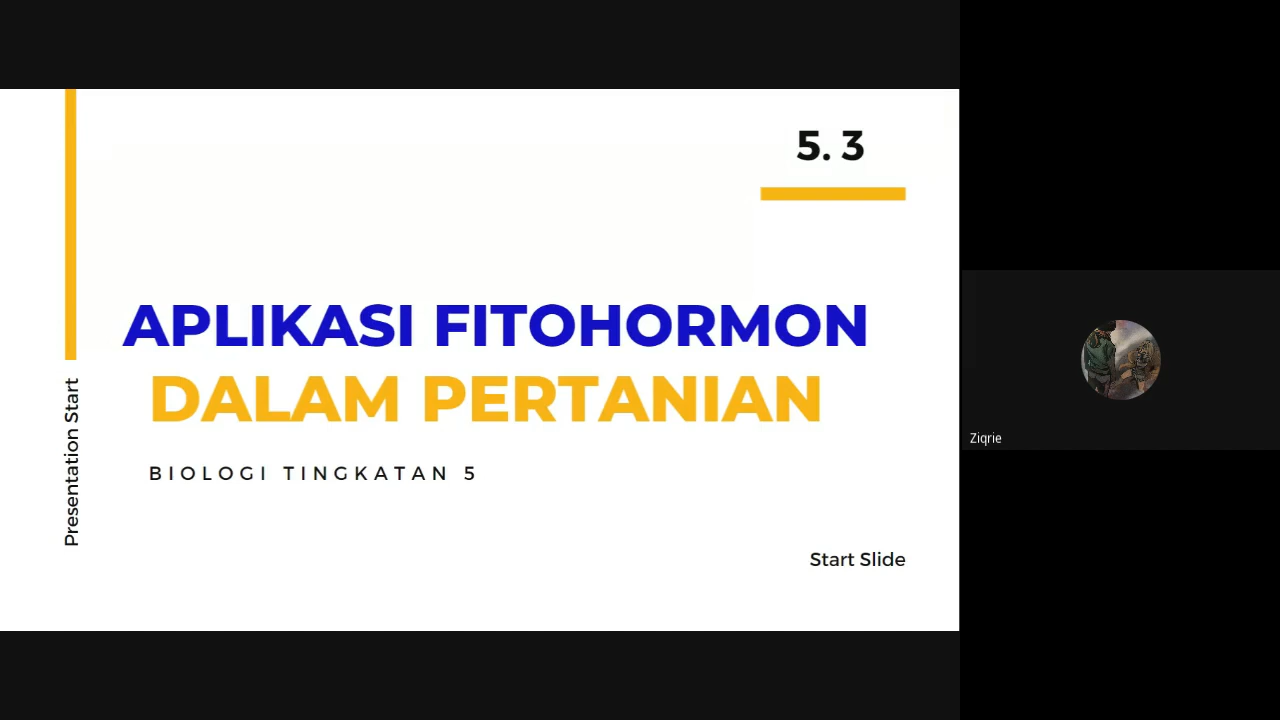 5. 3
APLIKASI FITOHORMON
DALAM PERTANIAN
BIOLOGI TINGKATAN 5
Presentation Start
Start Slide
Ziqrie